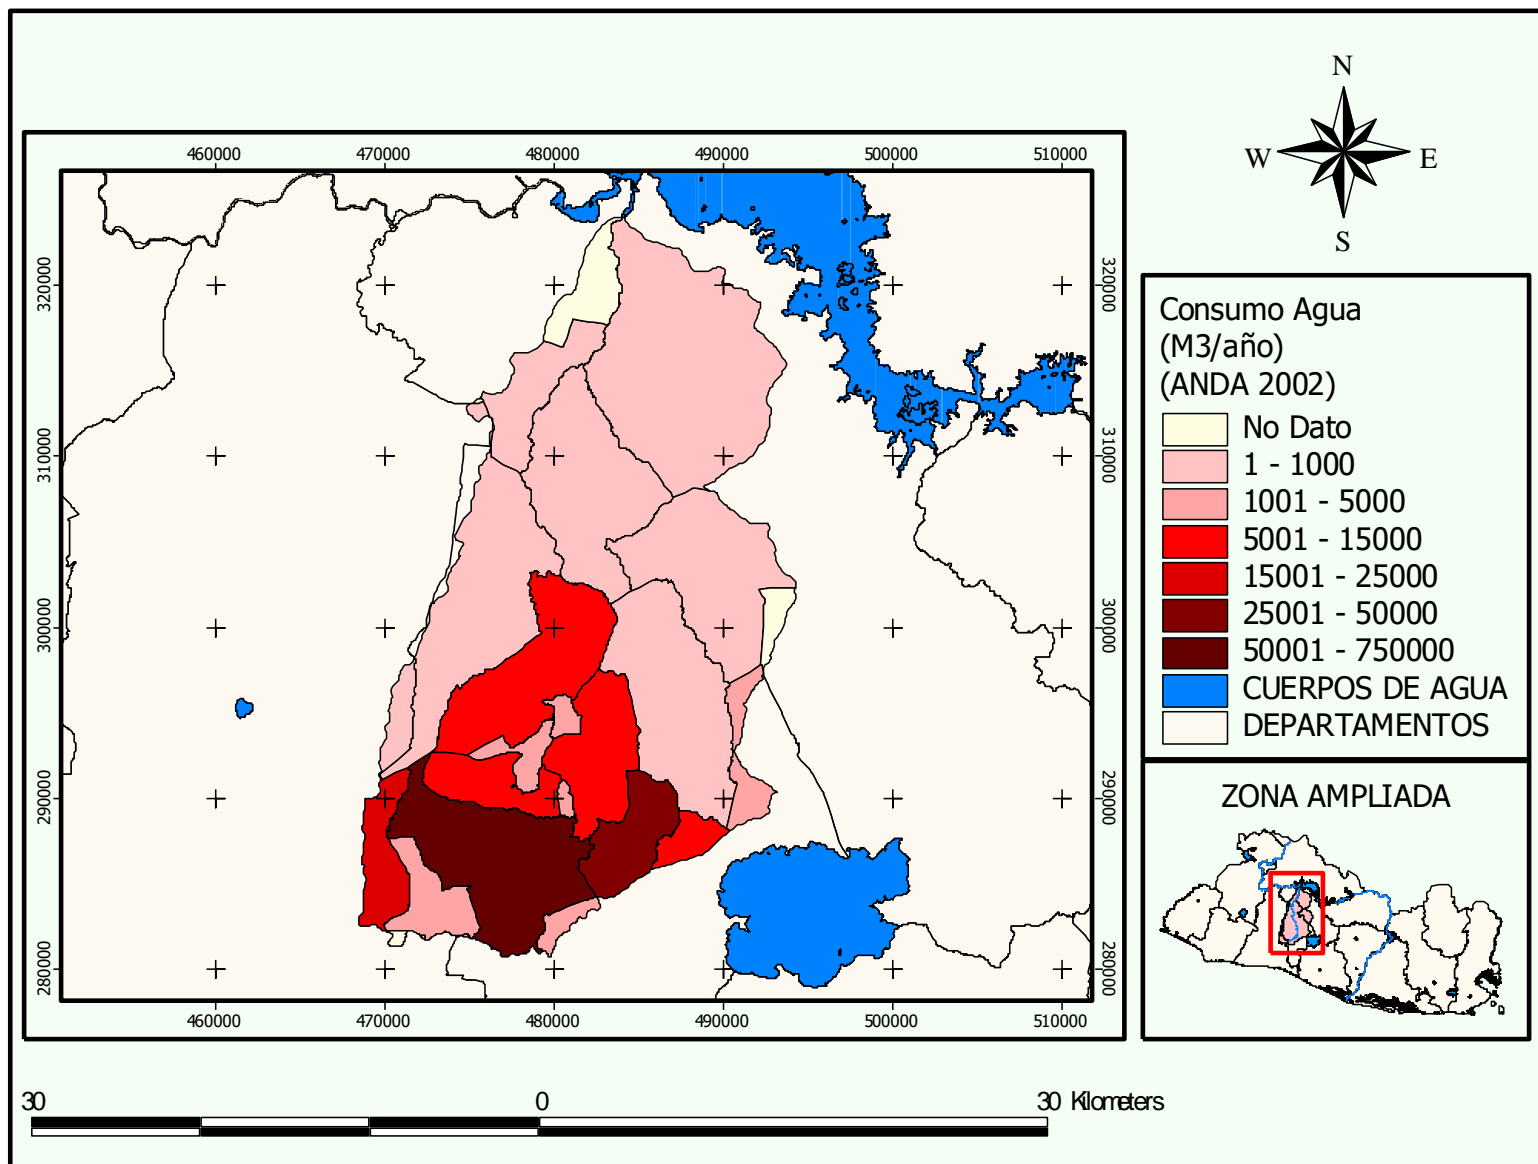 N
W E
S
460000 470000 480000 490000 500000 510000
320000 320000
310000 310000
300000 300000
290000 290000
280000 280000
460000 470000 480000 490000 500000 510000
Consumo Agua
(M3/año)
(ANDA 2002)
No Dato
1 - 1000
1001 - 5000
5001 - 15000
15001 - 25000
25001 - 50000
50001 - 750000
CUERPOS DE AGUA
DEPARTAMENTOS
ZONA AMPLIADA
30 0 30 Kilometers